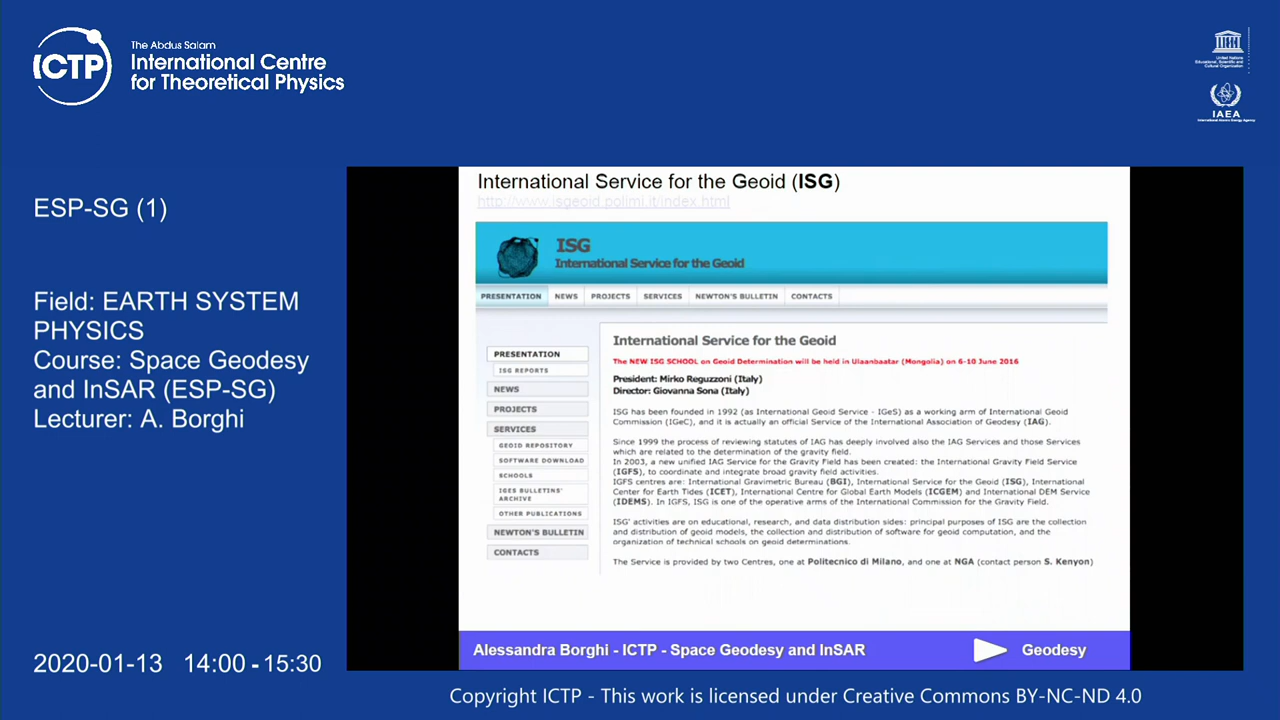 The Abdus Salam
International Centre
for Theoretical Physics
ICTP
United Nations
Educational, Scientific and
Cultural Organization
IAEA
International Atomic Energy Agency
ESP-SG (1)
Field: EARTH SYSTEM
PHYSICS
Course: Space Geodesy
and InSAR (ESP-SG)
Lecturer: A. Borghi
2020-01-13 14:00 - 15:30
International Service for the Geoid (ISG)
http://www.isgeoid.polimi.it/index.html
ISG
International Service for the Geoid
PRESENTATION NEWS PROJECTS SERVICES NEWTON'S BULLETIN CONTACTS
PRESENTATION
ISG REPORTS
NEWS
PROJECTS
SERVICES
GEOID REPOSITORY
SOFTWARE DOWNLOAD
SCHOOLS
IGES BULLETINS'
ARCHIVE
OTHER PUBLICATIONS
NEWTON'S BULLETIN
CONTACTS
International Service for the Geoid
The NEW ISG SCHOOL on Geoid Determination will be held in Ulaanbaatar (Mongolia) on 6-10 June 2016
President: Mirko Reguzzoni (Italy)
Director: Giovanna Sona (Italy)
ISG has been founded in 1992 (as International Geoid Service - IGeS) as a working arm of International Geoid
Commission (IGeC), and it is actually an official Service of the International Association of Geodesy (IAG).
Since 1999 the process of reviewing statutes of IAG has deeply involved also the IAG Services and those Services
which are related to the determination of the gravity field.
In 2003, a new unified IAG Service for the Gravity Field has been created: the International Gravity Field Service
(IGFS), to coordinate and integrate broad gravity field activities.
IGFS centres are: International Gravimetric Bureau (BGI), International Service for the Geoid (ISG), International
Center for Earth Tides (ICET), International Centre for Global Earth Models (ICGEM) and International DEM Service
(IDEMS). In IGFS, ISG is one of the operative arms of the International Commission for the Gravity Field.
ISG' activities are on educational, research, and data distribution sides: principal purposes of ISG are the collection
and distribution of geoid models, the collection and distribution of software for geoid computation, and the
organization of technical schools on geoid determinations.
The Service is provided by two Centres, one at Politecnico di Milano, and one at NGA (contact person S. Kenyon)
Alessandra Borghi - ICTP - Space Geodesy and InSAR
Geodesy
Copyright ICTP - This work is licensed under Creative Commons BY-NC-ND 4.0